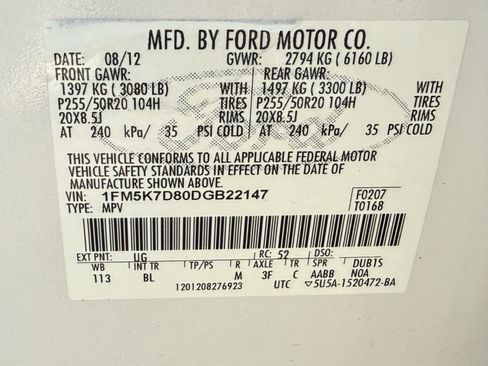 MFD. BY FORD MOTOR CO.
DATE: 08/12 GVWR: 2794 KG ( 6160 LB)
FRONT GAWR: REAR GAWR:
1397 KG ( 3080 LB) 1497 KG ( 3300 LB)
P255/50R20 104H TIRES P255/50R20 104H TIRES
20X8.5J RIMS 20X8.5J RIMS
AT 240 kPa/ 35 PSI COLD AT 240 kPa/ 35 PSI COLD
THIS VEHICLE CONFORMS TO ALL APPLICABLE FEDERAL MOTOR
VEHICLE SAFETY STANDARDS IN EFFECT ON THE DATE OF
MANUFACTURE SHOWN ABOVE.
VIN: 1FM5K7D80DGB22147 F0207
TYPE: MPV T0168
EXT PNT: UG RC: 52 DSO:
WB INT TR TP/PS R AXLE TR SPR DUB1S
113 BL M 3F C AABB NOA
1201208276923 UTC ▽5U5A-1520472-BA
Ford